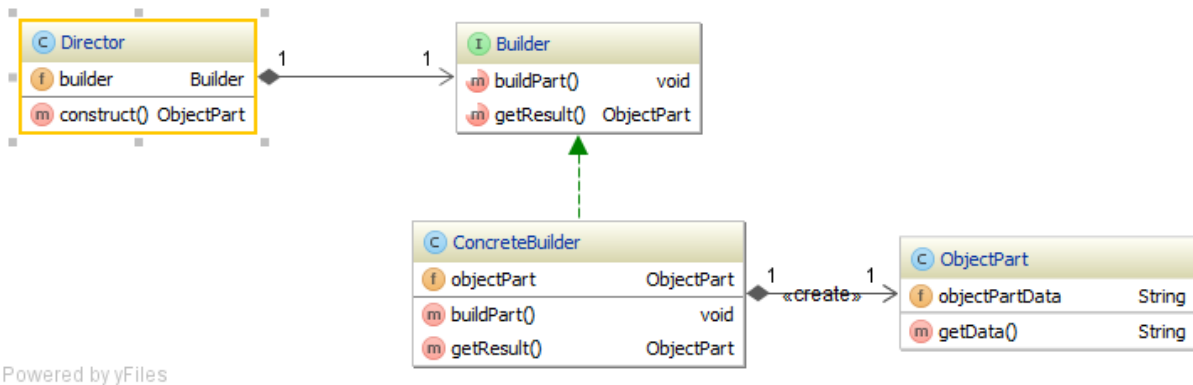 C Director
f builder Builder
m construct() ObjectPart
1 1
I Builder
m buildPart() void
m getResult() ObjectPart
C ConcreteBuilder
f objectPart ObjectPart
m buildPart() void
m getResult() ObjectPart
1 «create» 1
C ObjectPart
f objectPartData String
m getData() String
Powered by yFiles